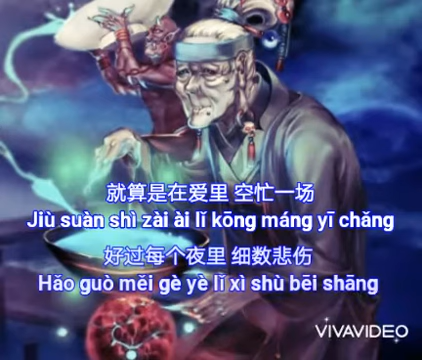 就算是在爱里 空忙一场
Jiù suàn shì zài ài lǐ kōng máng yī chǎng
好过每个夜里 细数悲伤
Hǎo guò měi gè yè lǐ xì shù bēi shāng
VIVAVIDEO